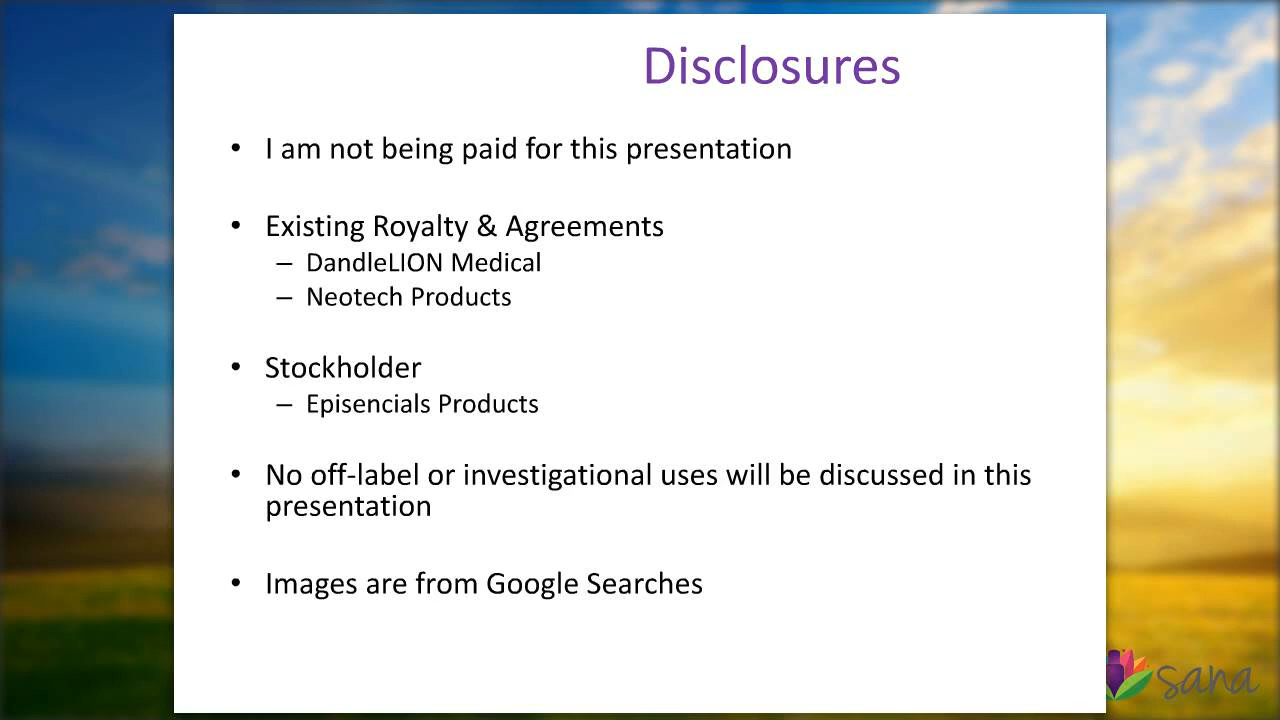 Disclosures
• I am not being paid for this presentation
• Existing Royalty & Agreements
– DandleLION Medical
– Neotech Products
• Stockholder
– Episencials Products
• No off-label or investigational uses will be discussed in this
presentation
• Images are from Google Searches
sana